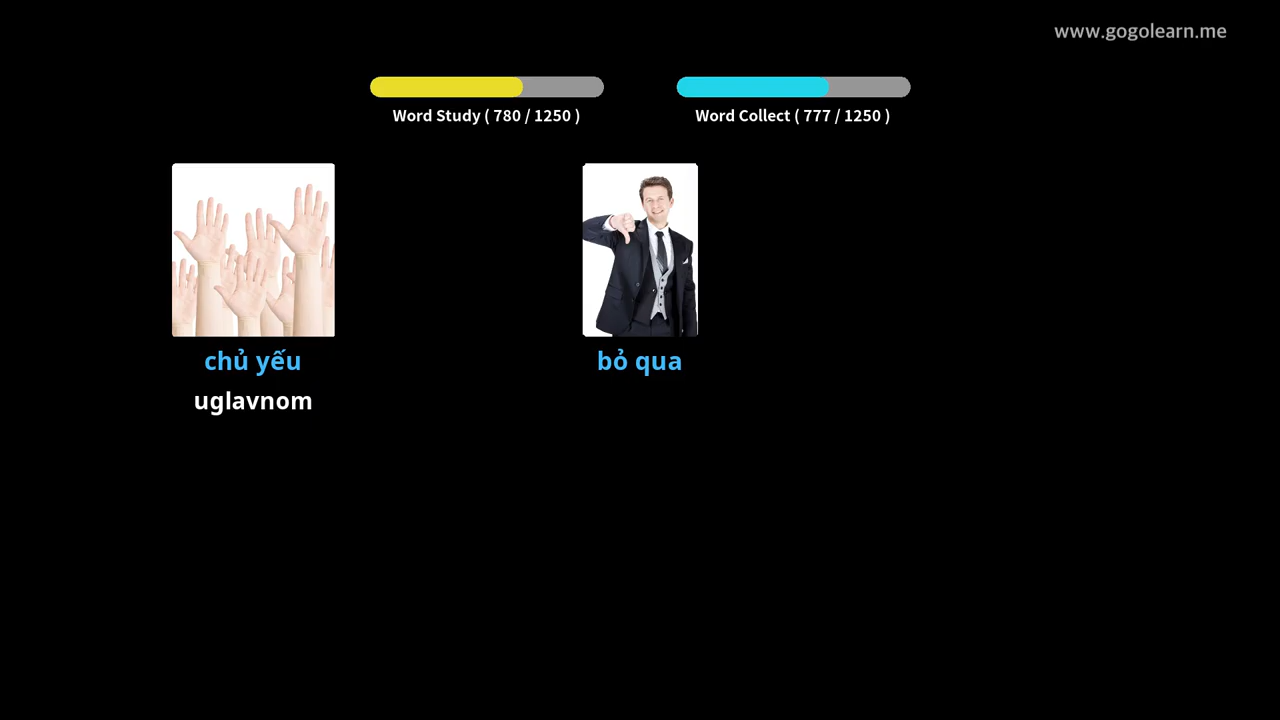 www.gogolearn.me
Word Study ( 780 / 1250 )
Word Collect ( 777 / 1250 )
chủ yếu
bỏ qua
uglavnom